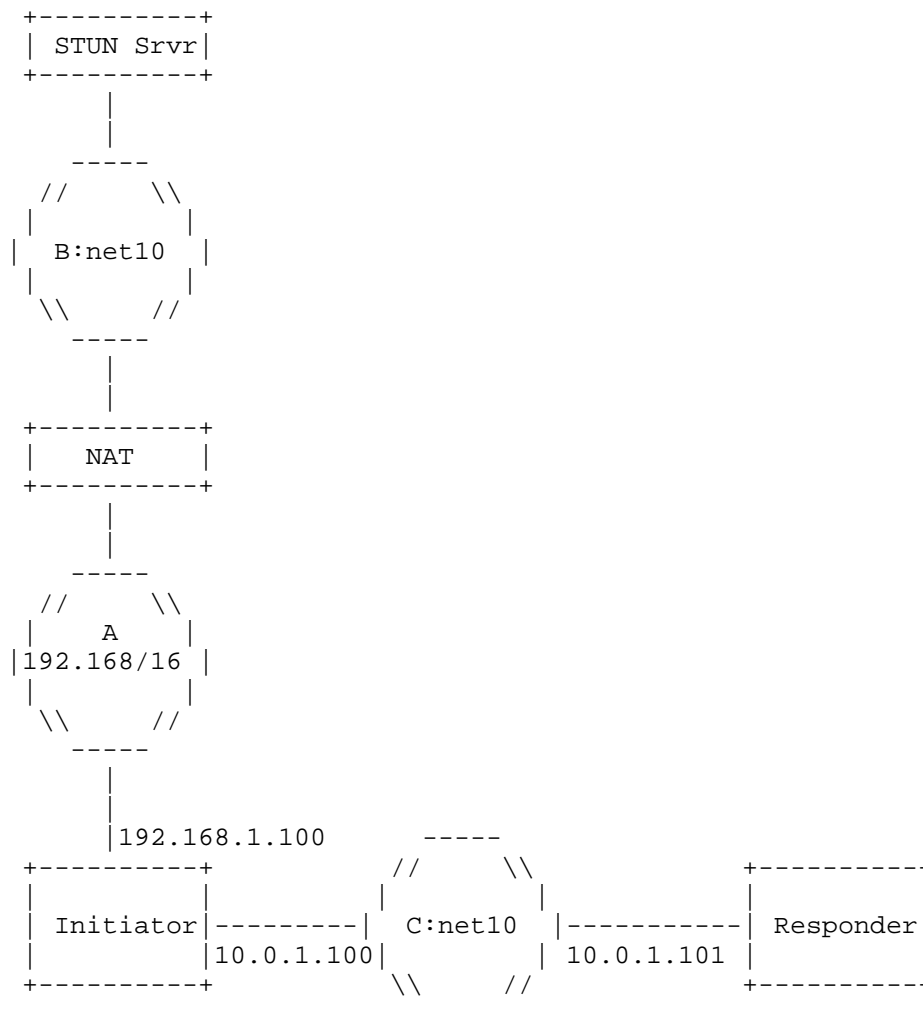 STUN Srvr
B:net10
NAT
A
192.168/16
192.168.1.100
Initiator
C:net10
Responder
10.0.1.100
10.0.1.101